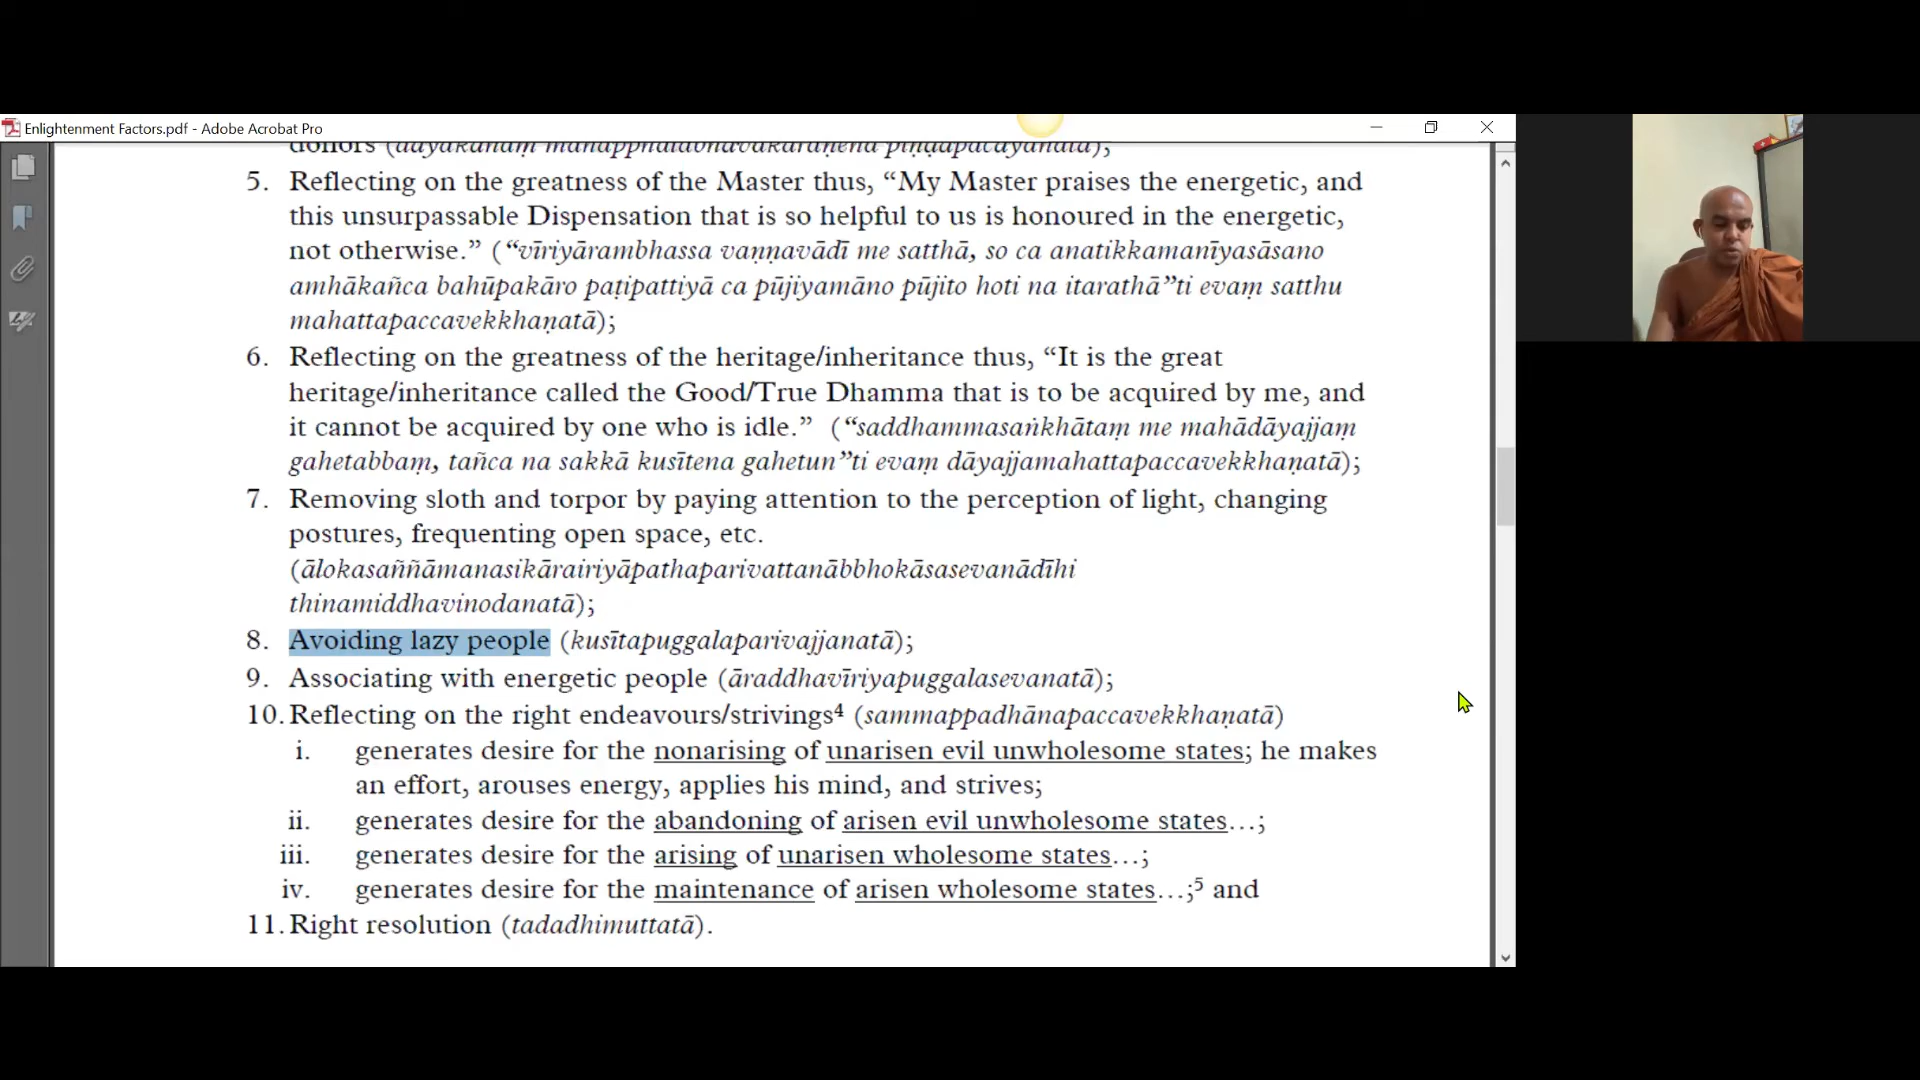 Enlightenment Factors.pdf - Adobe Acrobat Pro
donors (dāyakānaṃ mahapphalabhāvakaraṇena piṇḍapacāyanatā);
5. Reflecting on the greatness of the Master thus, “My Master praises the energetic, and
this unsurpassable Dispensation that is so helpful to us is honoured in the energetic,
not otherwise.” (“vīriyārambhassa vaṇṇavādī me satthā, so ca anatikkamanīyasāsano
amhākañca bahūpakāro paṭipattiyā ca pūjiyamāno pūjito hoti na itarathā”ti evaṃ satthu
mahattapaccavekkhaṇatā);
6. Reflecting on the greatness of the heritage/inheritance thus, “It is the great
heritage/inheritance called the Good/True Dhamma that is to be acquired by me, and
it cannot be acquired by one who is idle.” (“saddhammasaṅkhātaṃ me mahādāyajjaṃ
gahetabbaṃ, tañca na sakkā kusītena gahetun”ti evaṃ dāyajjamahattapaccavekkhaṇatā);
7. Removing sloth and torpor by paying attention to the perception of light, changing
postures, frequenting open space, etc.
(ālokasaññāmanasikārairiyāpathaparivattanābbhokāsasevanādīhi
thinamiddhavinodanatā);
8. Avoiding lazy people (kusītapuggalaparivajjanatā);
9. Associating with energetic people (āraddhavīriyapuggalasevanatā);
10. Reflecting on the right endeavours/strivings⁴ (sammappadhānapaccavekkhaṇatā)
i. generates desire for the nonarising of unarisen evil unwholesome states; he makes
an effort, arouses energy, applies his mind, and strives;
ii. generates desire for the abandoning of arisen evil unwholesome states…;
iii. generates desire for the arising of unarisen wholesome states…;
iv. generates desire for the maintenance of arisen wholesome states…;⁵ and
11. Right resolution (tadadhimuttatā).